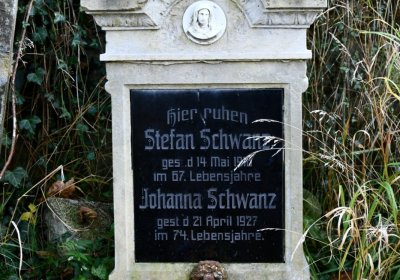 Hier ruhen
Stefan Schwanz
ges. d 14 Mai
im 67. Lebensjahre
Johanna Schwanz
gest d 21 April 1927
im 74. Lebensjahre.